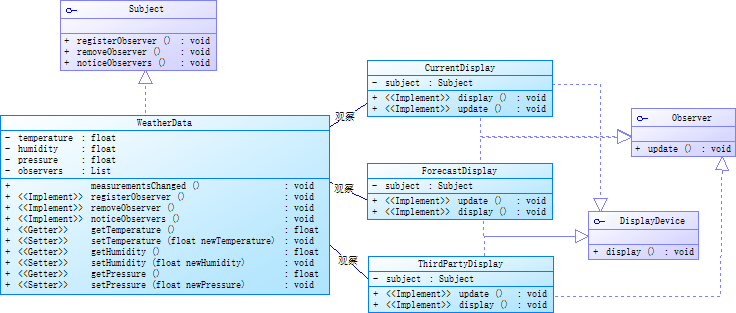 Subject
+ registerObserver () : void
+ removeObserver () : void
+ noticeObservers () : void
WeatherData
- temperature : float
- humidity : float
- pressure : float
- observers : List
+ measurementsChanged () : void
+ <<Implement>> registerObserver () : void
+ <<Implement>> removeObserver () : void
+ <<Implement>> noticeObservers () : void
+ <<Getter>> getTemperature () : float
+ <<Setter>> setTemperature (float newTemperature) : void
+ <<Getter>> getHumidity () : float
+ <<Setter>> setHumidity (float newHumidity) : void
+ <<Getter>> getPressure () : float
+ <<Setter>> setPressure (float newPressure) : void
观察
观察
观察
CurrentDisplay
- subject : Subject
+ <<Implement>> display () : void
+ <<Implement>> update () : void
ForecastDisplay
- subject : Subject
+ <<Implement>> update () : void
+ <<Implement>> display () : void
ThirdPartyDisplay
- subject : Subject
+ <<Implement>> update () : void
+ <<Implement>> display () : void
Observer
+ update () : void
DisplayDevice
+ display () : void